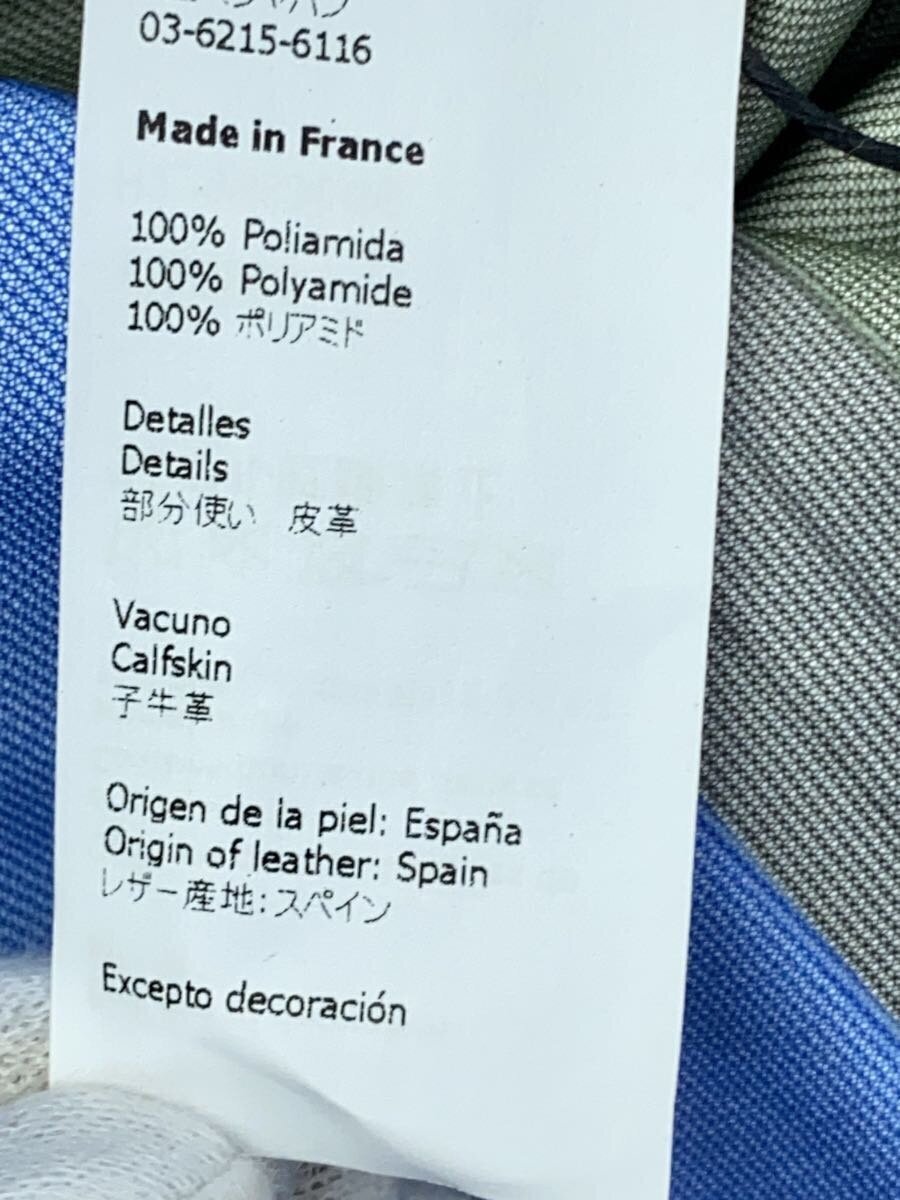 03-6215-6116
Made in France
100% Poliamida
100% Polyamide
100% ポリアミド
Detalles
Details
部分使い 皮革
Vacuno
Calfskin
子牛革
Origen de la piel: España
Origin of leather: Spain
レザー産地:スペイン
Excepto decoración